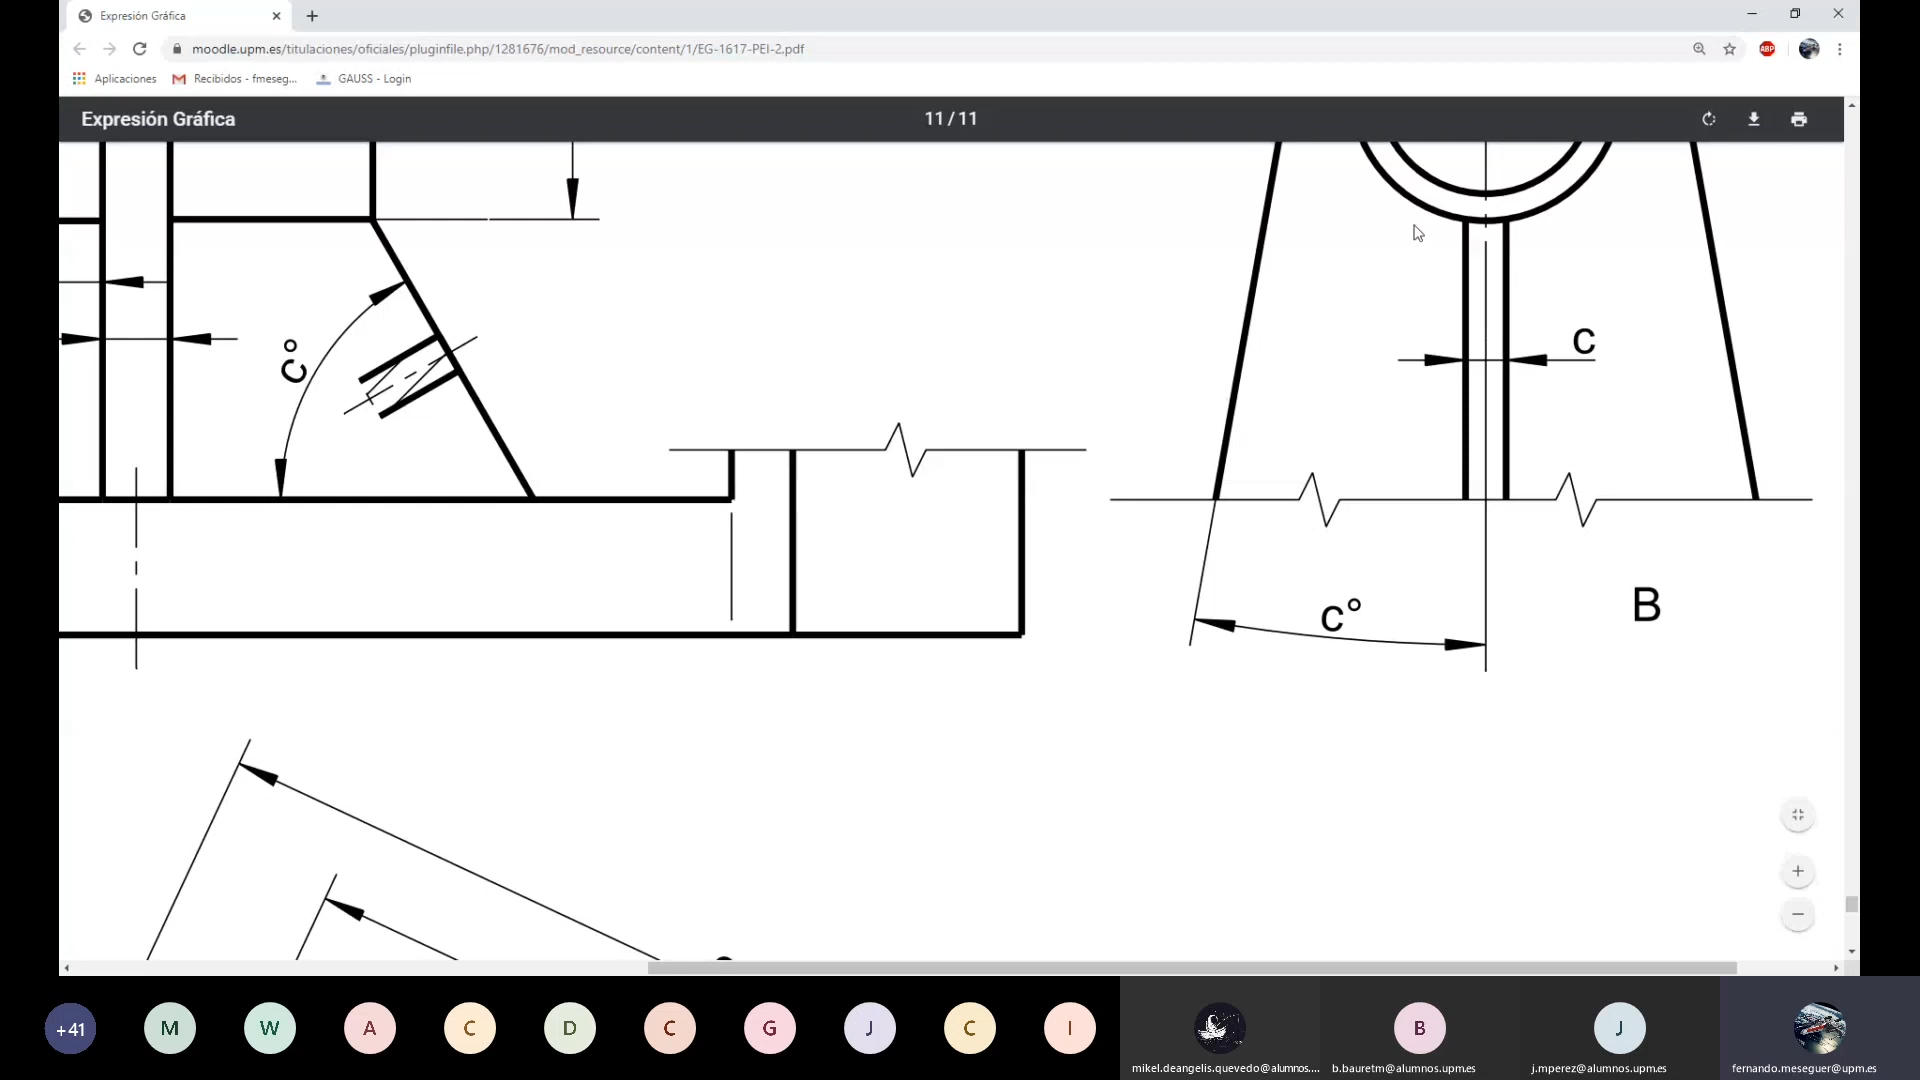 Expresión Gráfica
moodle.upm.es/titulaciones/oficiales/pluginfile.php/1281676/mod_resource/content/1/EG-1617-PEI-2.pdf
ABP
Aplicaciones
Recibidos - fmeseg...
GAUSS - Login
Expresión Gráfica
11 / 11
c°
c
c°
B
+41
M
W
A
C
D
C
G
J
C
I
B
J
mikel.deangelis.quevedo@alumnos....
b.bauretm@alumnos.upm.es
j.mperez@alumnos.upm.es
fernando.meseguer@upm.es